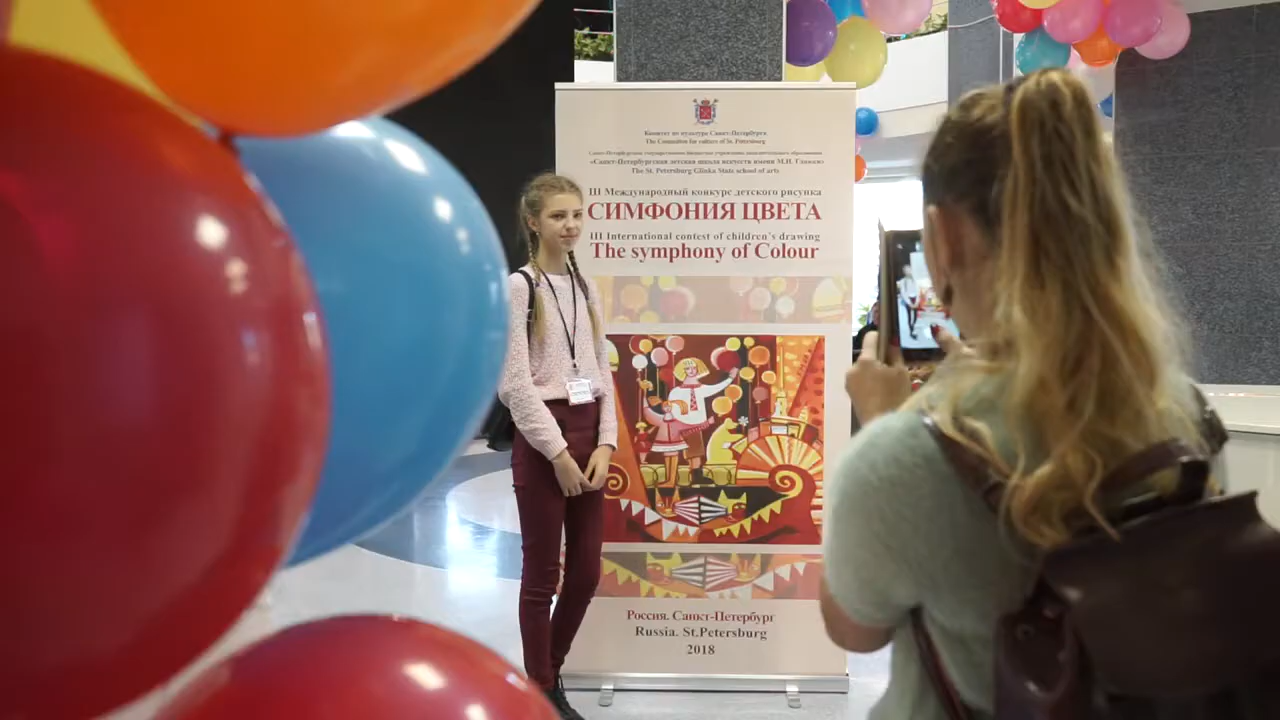 Комитет по культуре Санкт-Петербурга
The Committee for culture of St. Petersburg
«Санкт-Петербургская детская школа искусств имени М.И. Глинки»
The St. Petersburg Glinka State school of arts
III Международный конкурс детского рисунка
СИМФОНИЯ ЦВЕТА
III International contest of children's drawing
The symphony of Colour
Россия. Санкт-Петербург
Russia. St.Petersburg
2018